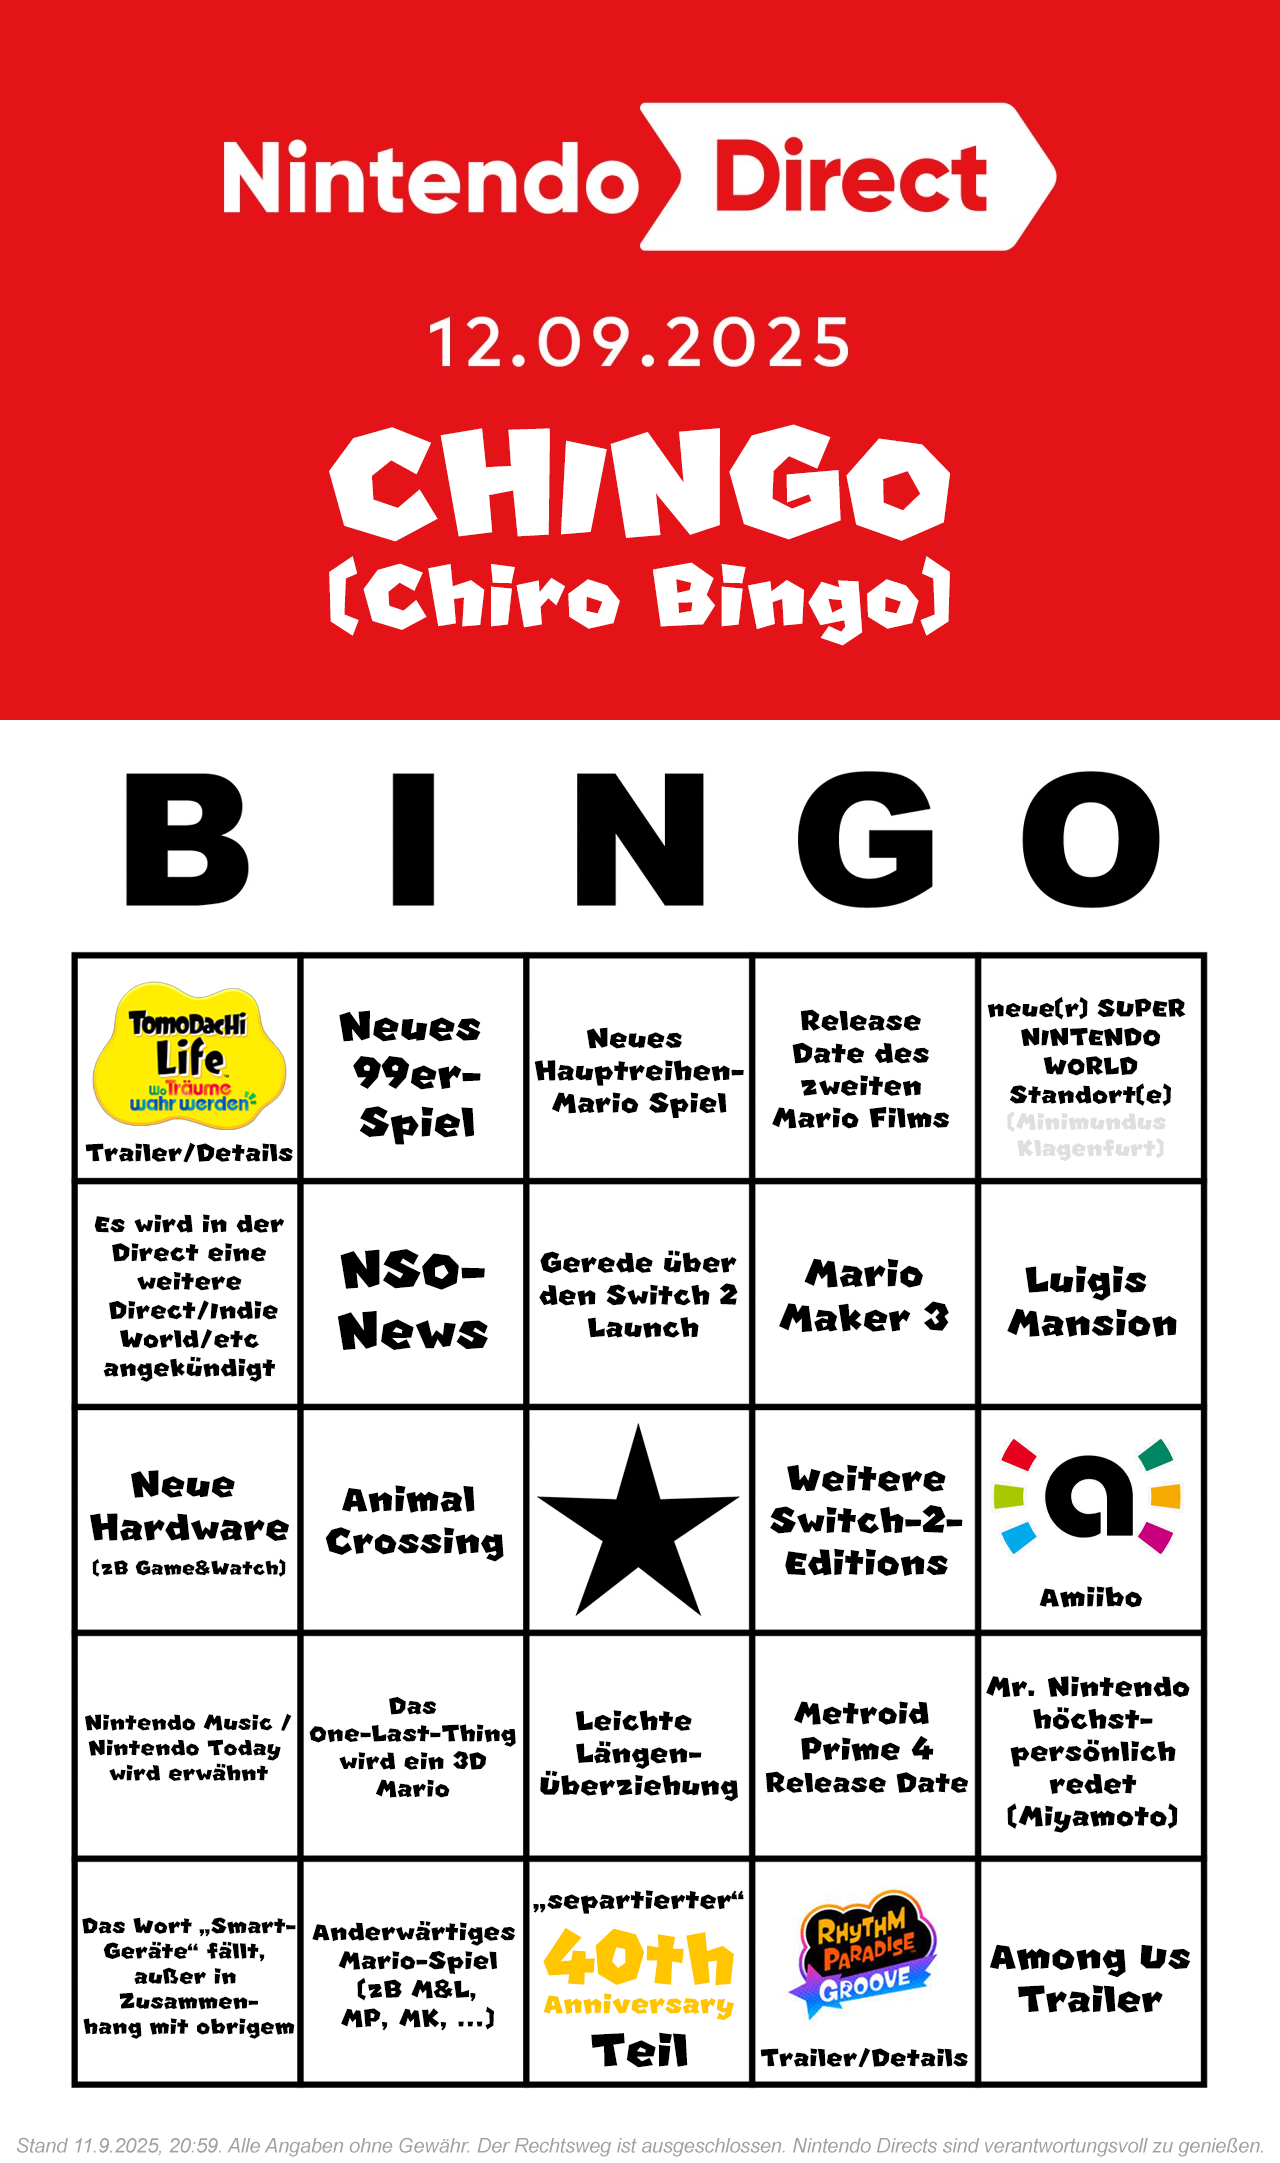 Nintendo Direct
12.09.2025
CHINGO
(Chiro Bingo)
B I N G O
TOMODACHI
Life
Wo Träume
wahr werden
Trailer/Details
Neues
99er-
Spiel
Neues
Hauptreihen-
Mario Spiel
Release
Date des
zweiten
Mario Films
neue(r) SUPER
NINTENDO
WORLD
Standort(e)
(Minimundus
Klagenfurt)
Es wird in der
Direct eine
weitere
Direct/Indie
World/etc
angekündigt
NSO-
News
Gerede über
den Switch 2
Launch
Mario
Maker 3
Luigis
Mansion
Neue
Hardware
(zB Game&Watch)
Animal
Crossing
Weitere
Switch-2-
Editions
a
Amiibo
Nintendo Music /
Nintendo Today
wird erwähnt
Das
One-Last-Thing
wird ein 3D
Mario
Leichte
Längen-
Überziehung
Metroid
Prime 4
Release Date
Mr. Nintendo
höchst-
persönlich
redet
(Miyamoto)
Das Wort „Smart-
Geräte“ fällt,
außer in
Zusammen-
hang mit obrigem
Anderwärtiges
Mario-Spiel
(zB M&L,
MP, MK, ...)
„separtierter“
40th
Anniversary
Teil
RHYTHM
PARADISE
GROOVE
Trailer/Details
Among Us
Trailer
Stand 11.9.2025, 20:59. Alle Angaben ohne Gewähr. Der Rechtsweg ist ausgeschlossen. Nintendo Directs sind verantwortungsvoll zu genießen.